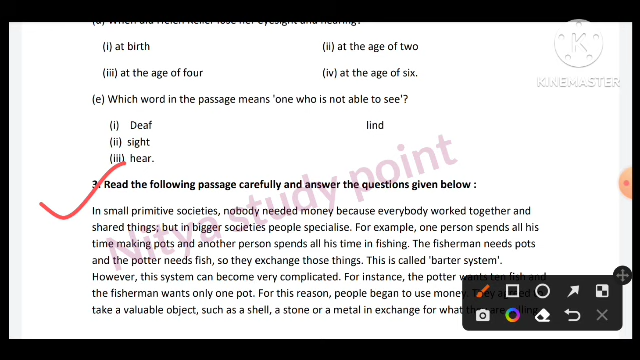 (d) When did Helen Keller lose her eyesight and hearing?
(i) at birth (ii) at the age of two
(iii) at the age of four (iv) at the age of six.
(e) Which word in the passage means 'one who is not able to see'?
(i) Deaf lind
(ii) sight
(iii) hear.
3. Read the following passage carefully and answer the questions given below :
In small primitive societies, nobody needed money because everybody worked together and
shared things; but in bigger societies people specialise. For example, one person spends all his
time making pots and another person spends all his time in fishing. The fisherman needs pots
and the potter needs fish, so they exchange those things. This is called 'barter system'.
However, this system can become very complicated. For instance, the potter wants ten fish and
the fisherman wants only one pot. For this reason, people began to use money. They
take a valuable object, such as a shell, a stone or a metal in exchange for what
Nitya study point
K
KINEMASTER